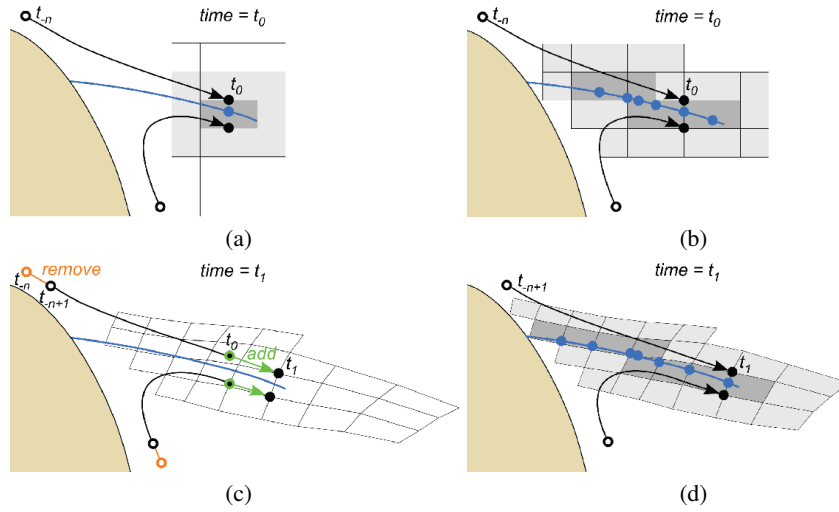 time = t₀
t₋ₙ
t₀
(a)
time = t₀
t₋ₙ
t₀
(b)
remove
time = t₁
t₋ₙ
t₋ₙ₊₁
t₀
add
t₁
(c)
time = t₁
t₋ₙ₊₁
t₁
(d)